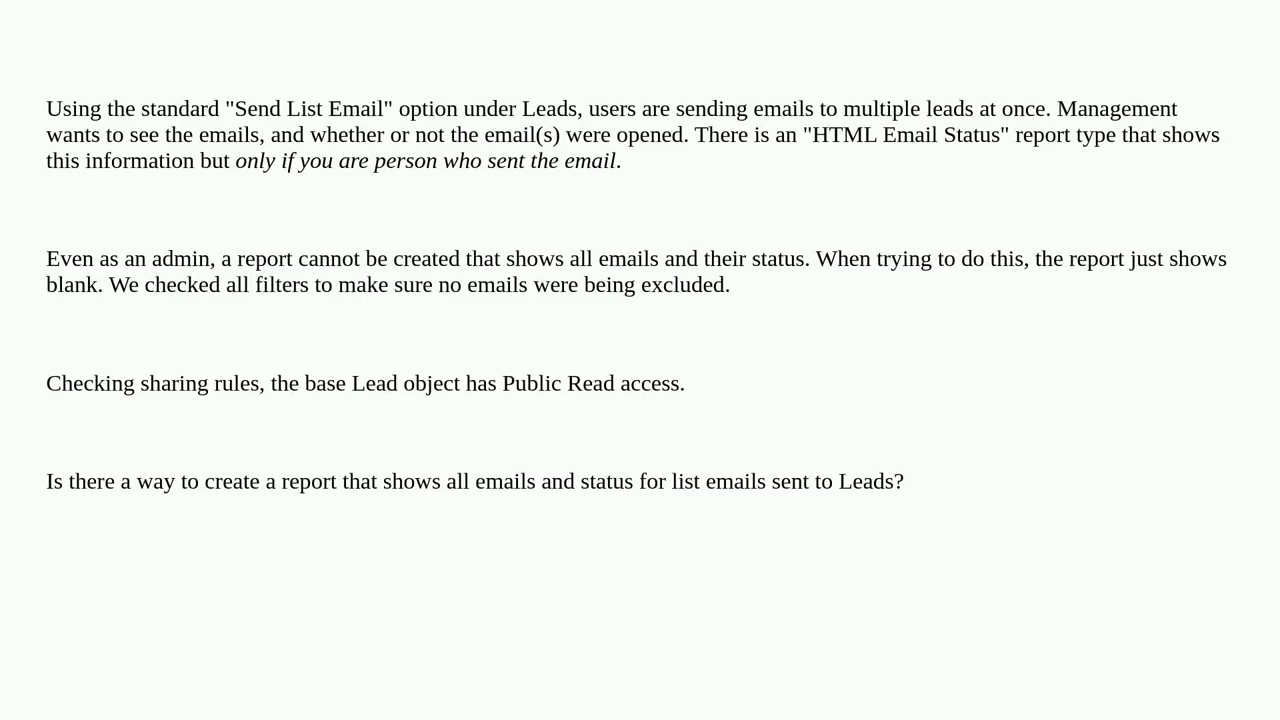 Using the standard "Send List Email" option under Leads, users are sending emails to multiple leads at once. Management
wants to see the emails, and whether or not the email(s) were opened. There is an "HTML Email Status" report type that shows
this information but only if you are person who sent the email.
Even as an admin, a report cannot be created that shows all emails and their status. When trying to do this, the report just shows
blank. We checked all filters to make sure no emails were being excluded.
Checking sharing rules, the base Lead object has Public Read access.
Is there a way to create a report that shows all emails and status for list emails sent to Leads?